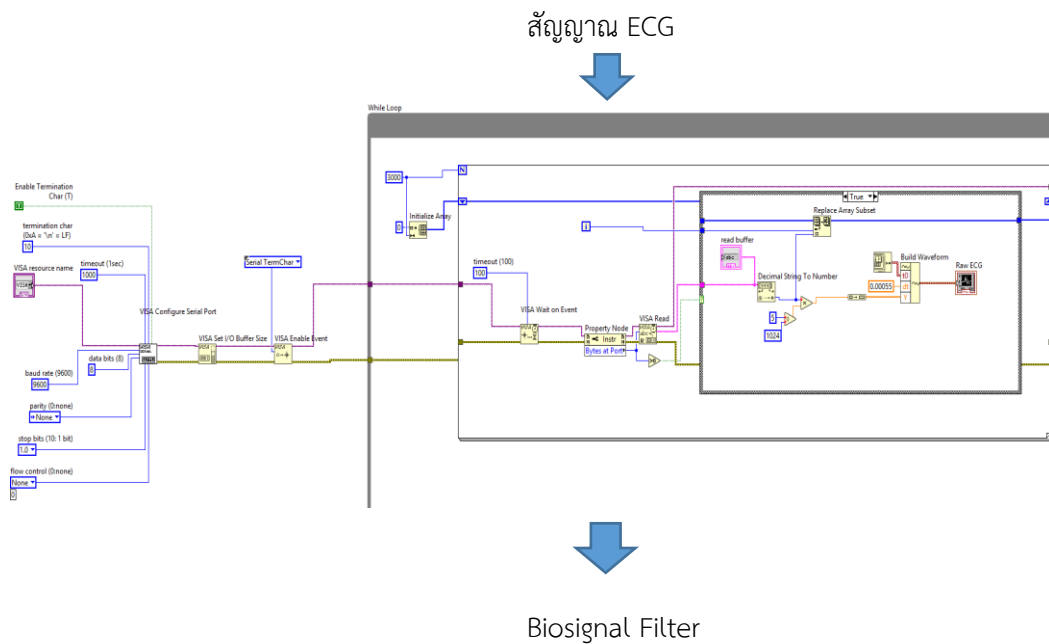 สัญญาณ ECG
While Loop
Enable Termination
Char (T)
termination char
(0xA = '\n' = LF)
10
timeout (1sec)
1000
VISA resource name
VISA Configure Serial Port
data bits (8)
8
baud rate (9600)
9600
parity (0:none)
None
stop bits (10: 1 bit)
1.0
flow control (0:none)
None
0
VISA Set I/O Buffer Size
Serial TermChar
VISA Enable Event
3000
N
0
Initialize Array
i
timeout (100)
100
VISA Wait on Event
Property Node
Instr
Bytes at Port
VISA Read
True
Replace Array Subset
read buffer
abc
Decimal String To Number
5
1024
0.00055
Build Waveform
t0
dt
Y
Raw ECG
Biosignal Filter